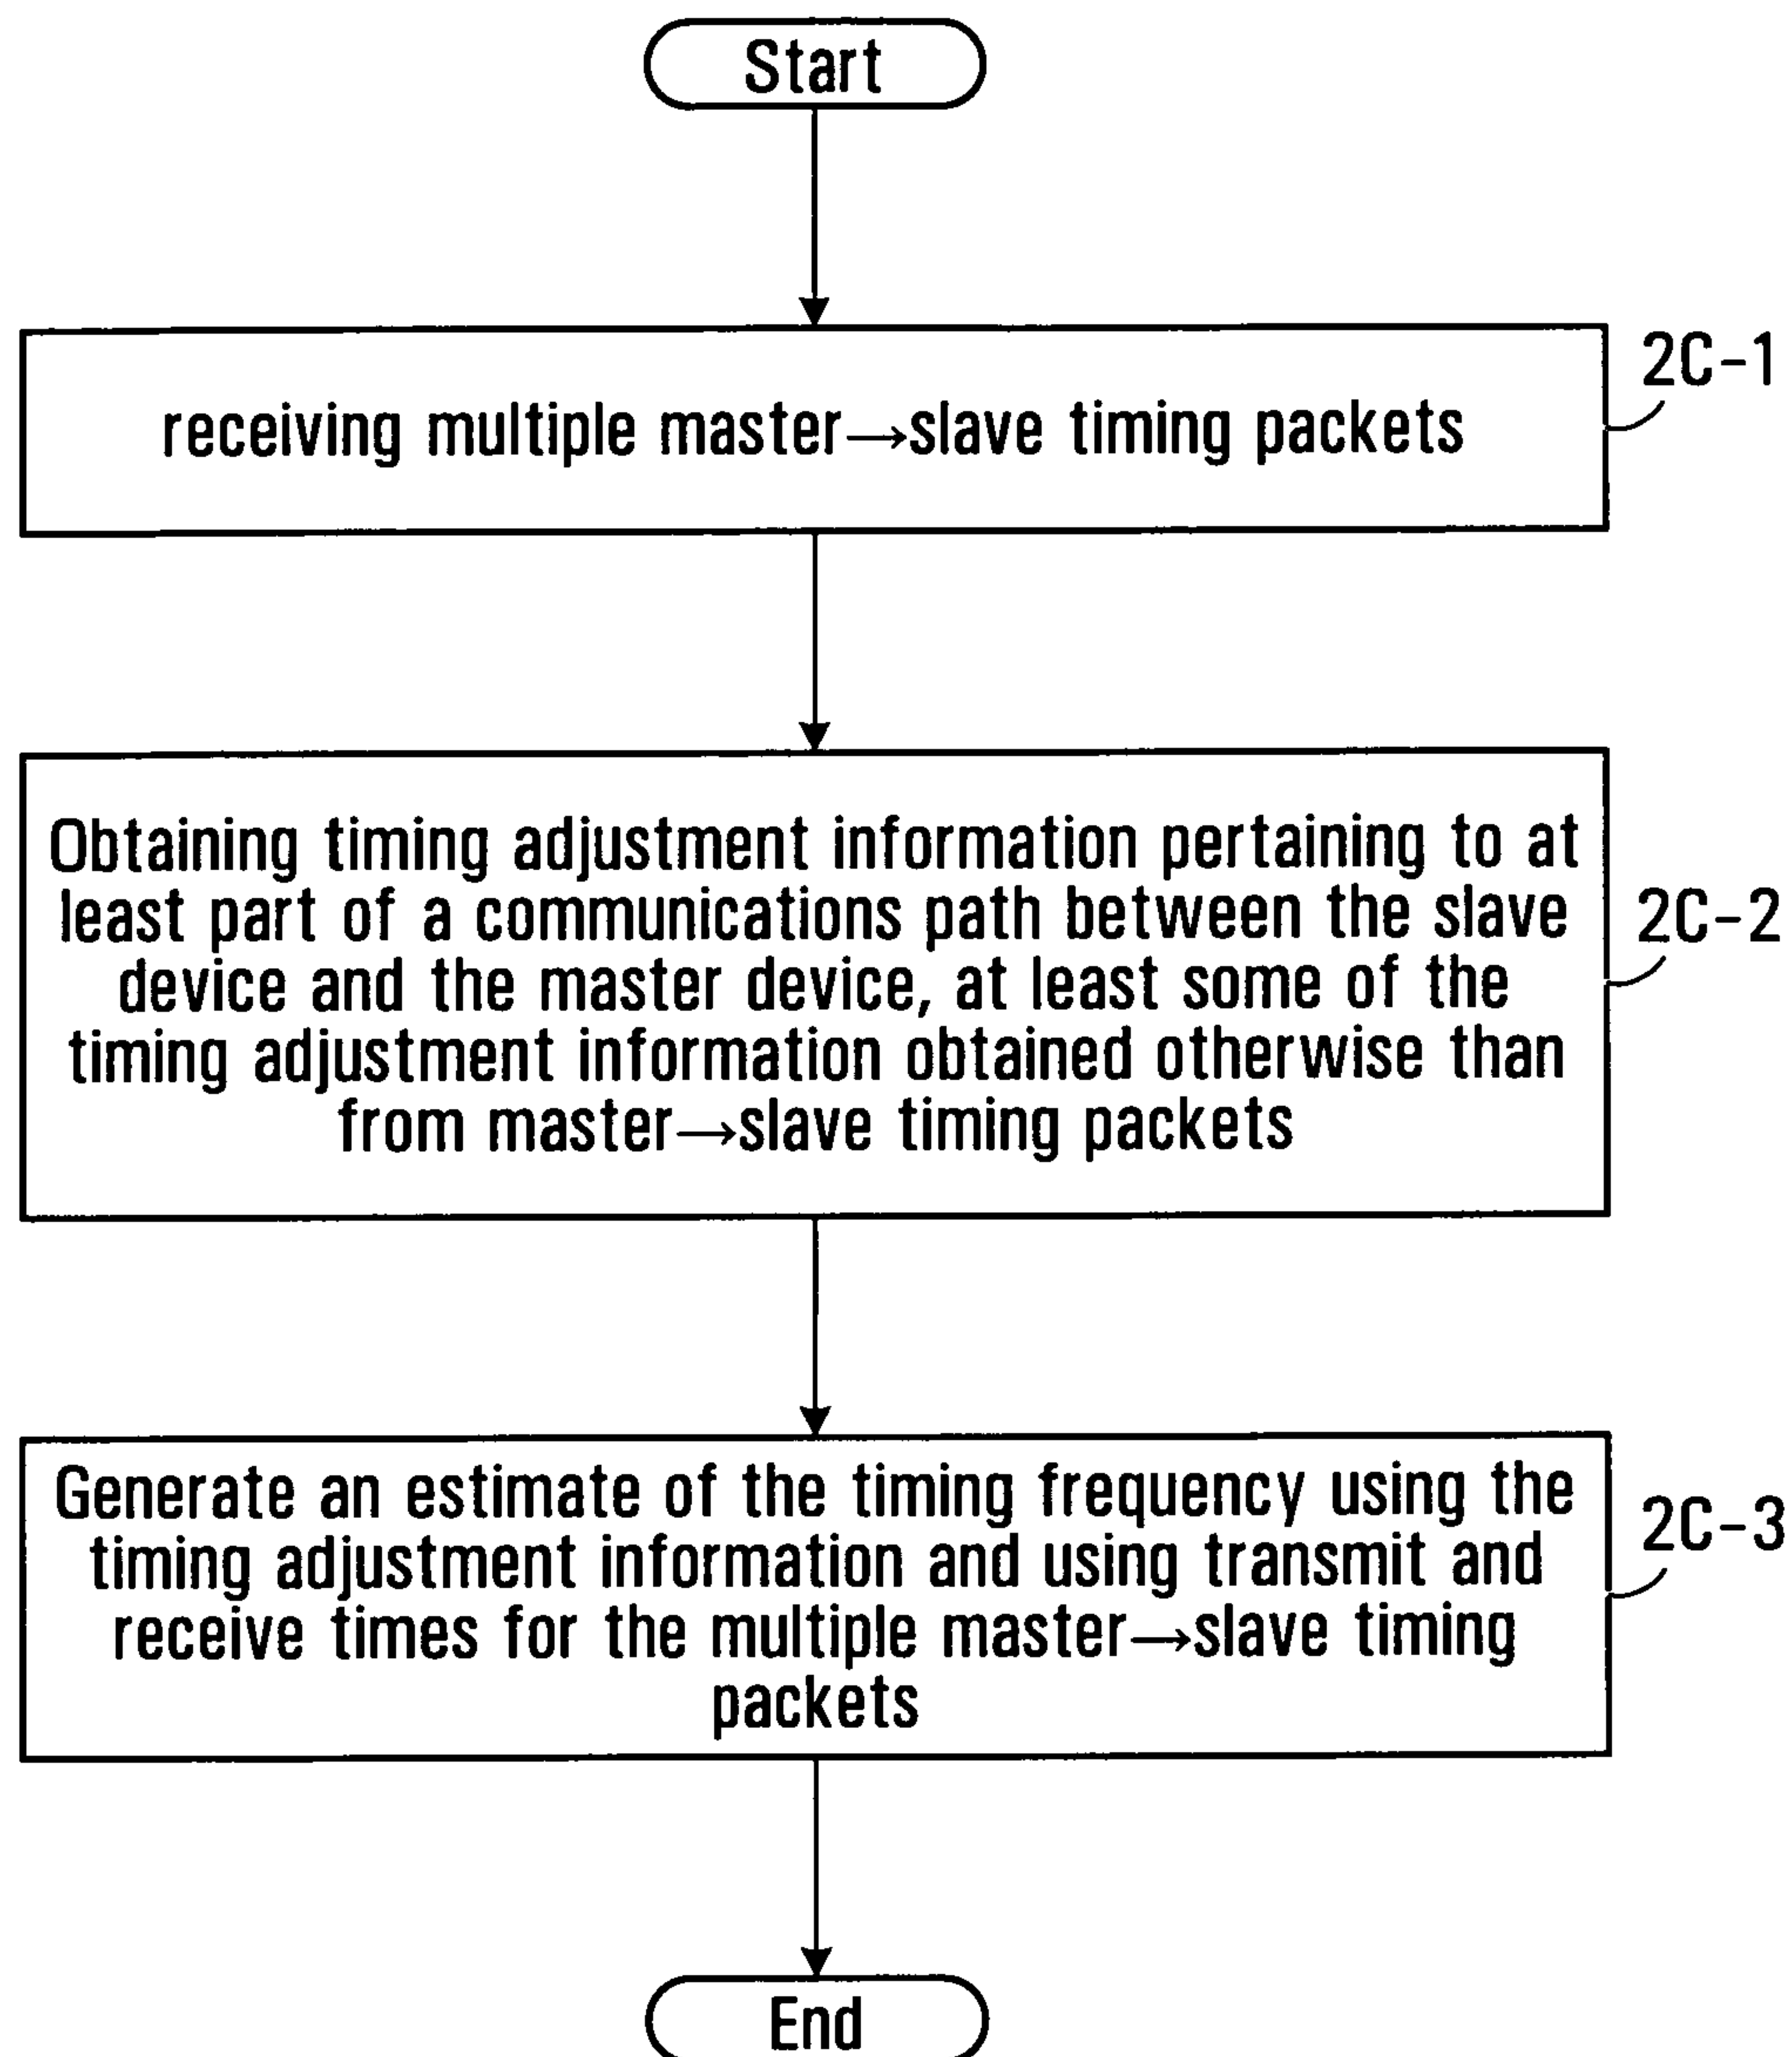 Start
2C-1
receiving multiple master→slave timing packets
Obtaining timing adjustment information pertaining to at
least part of a communications path between the slave
device and the master device, at least some of the
timing adjustment information obtained otherwise than
from master→slave timing packets
2C-2
Generate an estimate of the timing frequency using the
timing adjustment information and using transmit and
receive times for the multiple master→slave timing
packets
2C-3
End